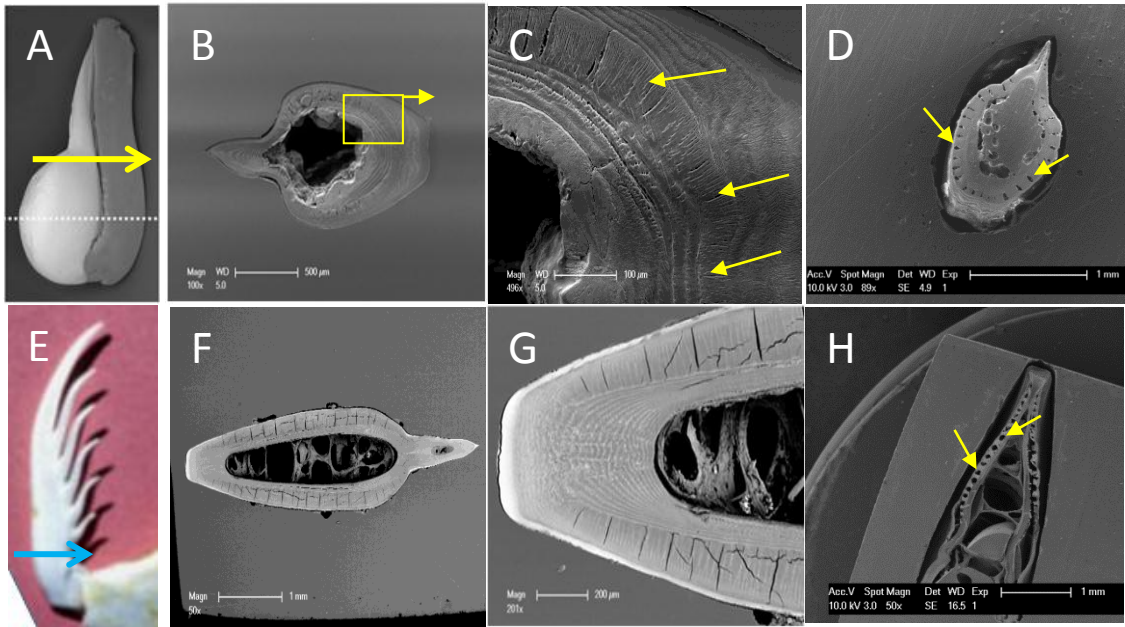 A
B
Magn WD 500 µm
100x 5.0
C
Magn WD 100 µm
496x 5.0
D
Acc.V Spot Magn Det WD Exp 1 mm
10.0 kV 3.0 89x SE 4.9 1
E
F
Magn 1 mm
50x
G
Magn 200 µm
201x
H
Acc.V Spot Magn Det WD Exp 1 mm
10.0 kV 3.0 50x SE 16.5 1